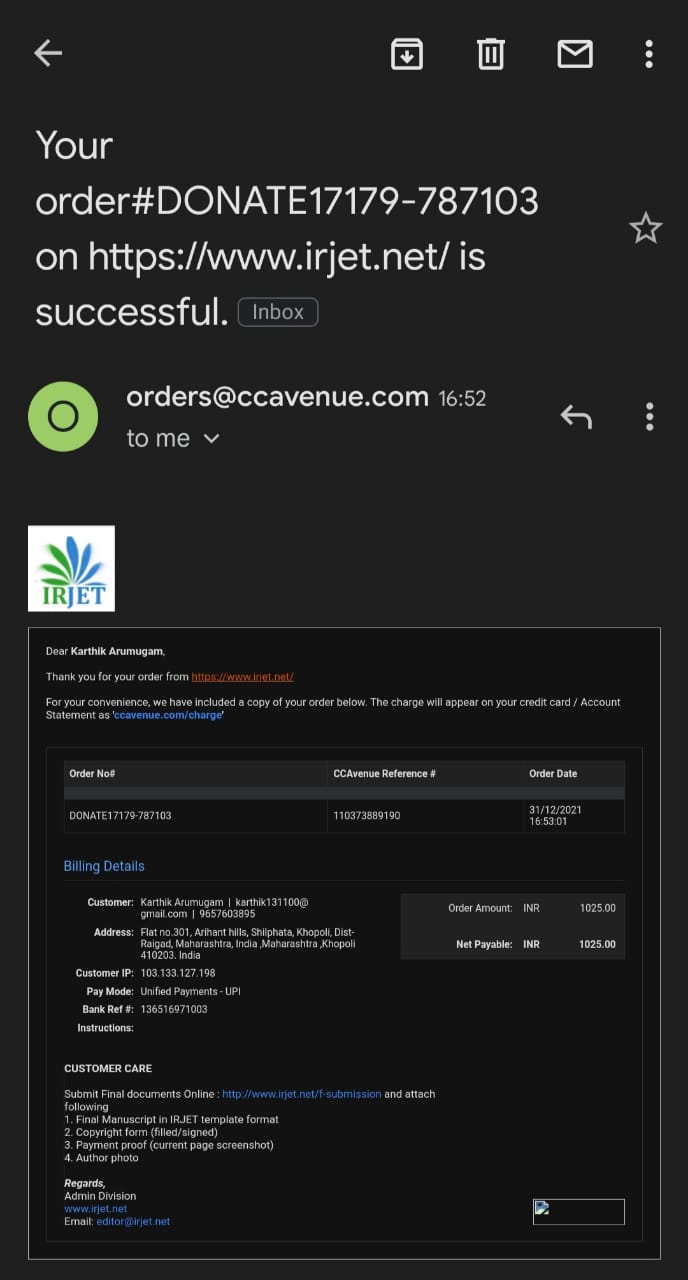 Your
order#DONATE17179-787103
on https://www.irjet.net/ is
successful. Inbox
O
orders@ccavenue.com 16:52
to me
IRJET
Dear Karthik Arumugam,
Thank you for your order from https://www.irjet.net/
For your convenience, we have included a copy of your order below. The charge will appear on your credit card / Account
Statement as 'ccavenue.com/charge'
Order No# CCAvenue Reference # Order Date
DONATE17179-787103 110373889190 31/12/2021
16:53:01
Billing Details
Customer: Karthik Arumugam | karthik131100@
gmail.com | 9657603895
Address: Flat no.301, Arihant hills, Shilphata, Khopoli, Dist-
Raigad, Maharashtra, India ,Maharashtra ,Khopoli
410203. India
Customer IP: 103.133.127.198
Pay Mode: Unified Payments - UPI
Bank Ref #: 136516971003
Instructions:
Order Amount: INR 1025.00
Net Payable: INR 1025.00
CUSTOMER CARE
Submit Final documents Online : http://www.irjet.net/f-submission and attach
following
1. Final Manuscript in IRJET template format
2. Copyright form (filled/signed)
3. Payment proof (current page screenshot)
4. Author photo
Regards,
Admin Division
www.irjet.net
Email: editor@irjet.net